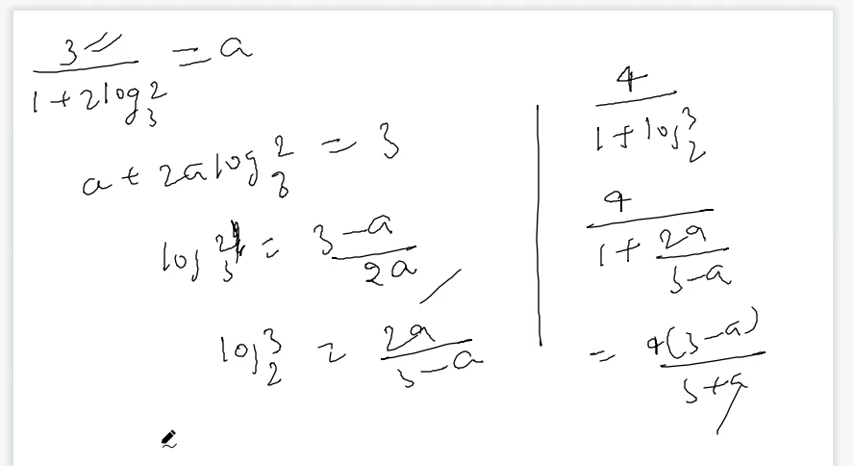 3/(1+2log₃2) = a
a + 2a log₃2 = 3
log₃2 = (3-a)/(2a)
log₂3 = 2a/(3-a)
4/(1+log₂3)
4/(1+2a/(3-a))
= 4(3-a)/(3+a)